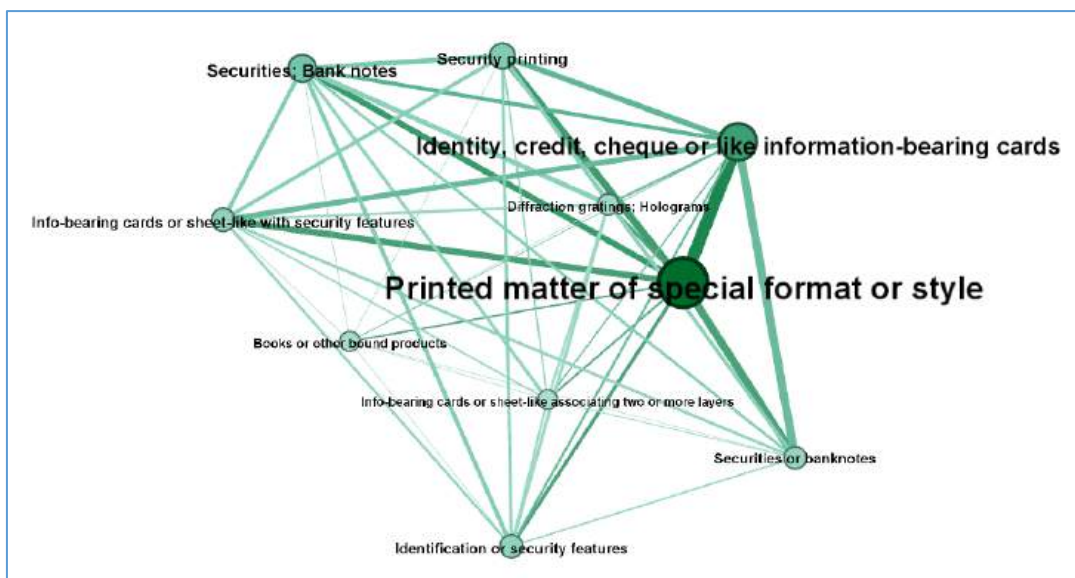 Security printing
Securities; Bank notes
Identity, credit, cheque or like information-bearing cards
Diffraction gratings; Holograms
Info-bearing cards or sheet-like with security features
Printed matter of special format or style
Books or other bound products
Info-bearing cards or sheet-like associating two or more layers
Securities or banknotes
Identification or security features